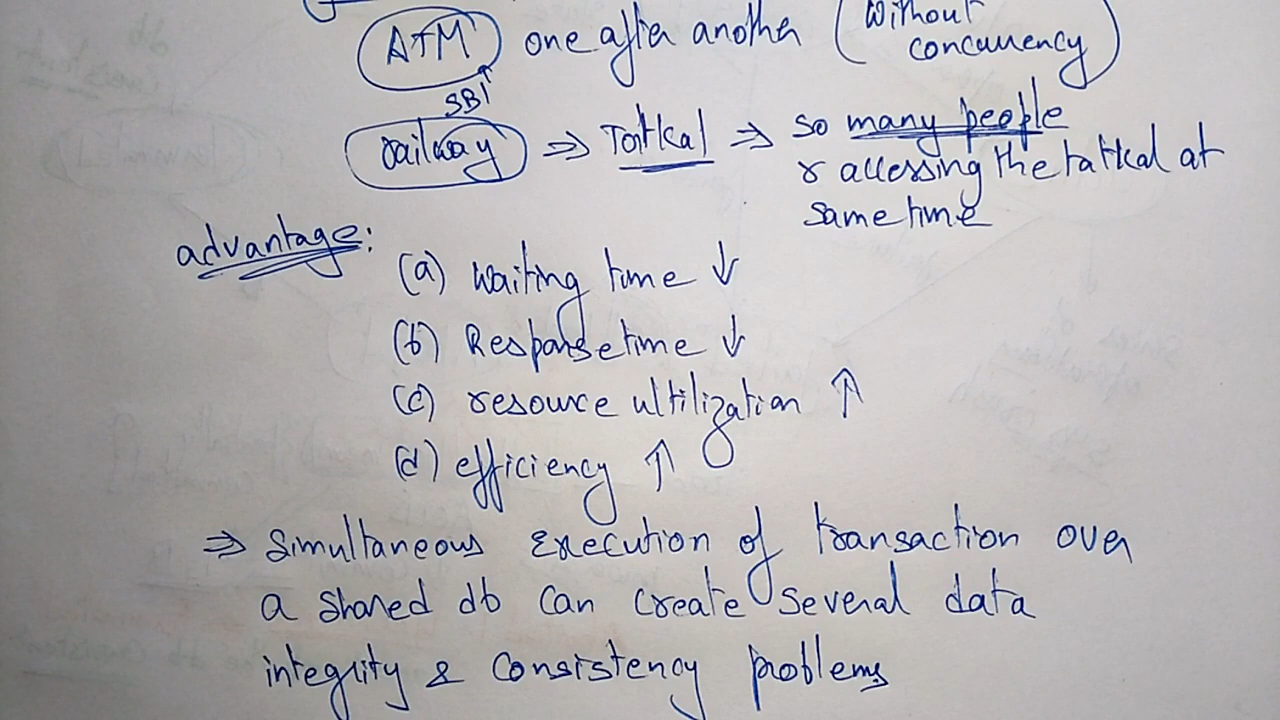 ATM one after another (without
concurrency)
SBI
railway ⇒ Tatkal ⇒ so many people
r accessing the tatkal at
same time
advantage:
(a) waiting time ↓
(b) Response time ↓
(c) resource ultilization ↑
(d) efficiency ↑
⇒ Simultaneous Execution of transaction over
a shared db can create several data
integrity & consistency problems